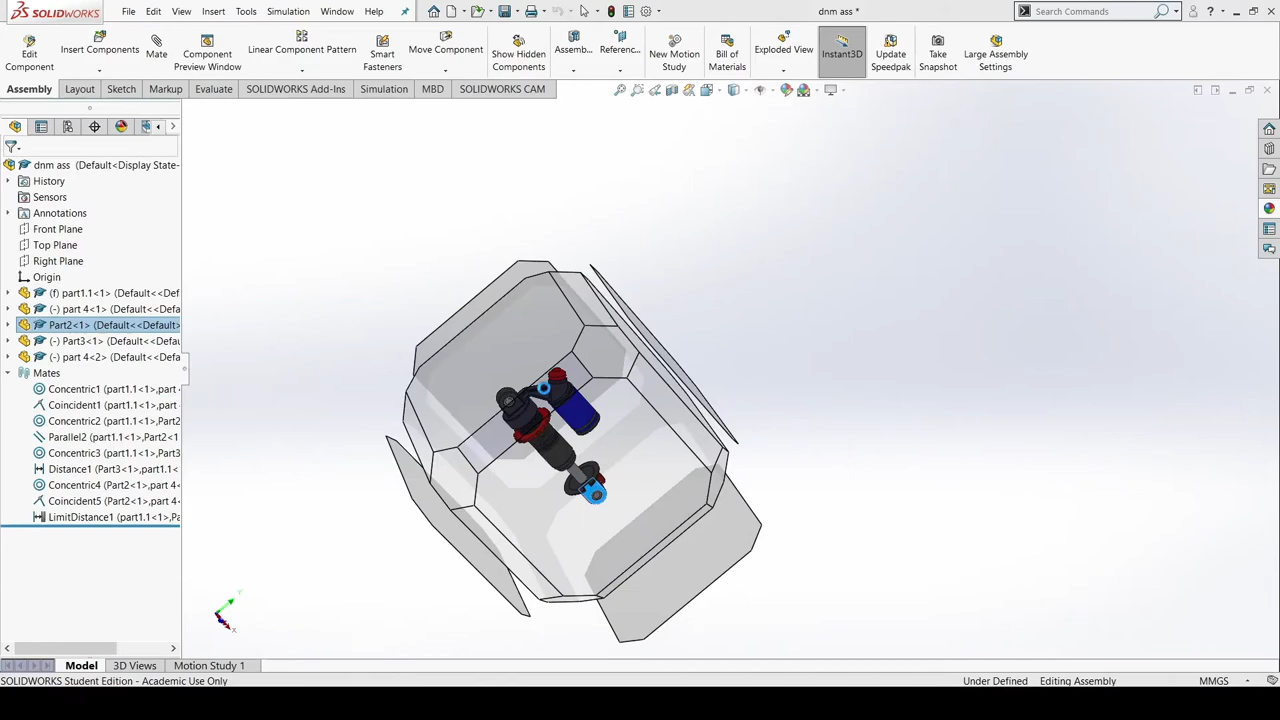 SOLIDWORKS File Edit View Insert Tools Simulation Window Help dnm ass * Search Commands
Edit Component Insert Components Mate Component Preview Window Linear Component Pattern Smart Fasteners Move Component Show Hidden Components Assemb... Referenc... New Motion Study Bill of Materials Exploded View Instant3D Update Speedpak Take Snapshot Large Assembly Settings
Assembly Layout Sketch Markup Evaluate SOLIDWORKS Add-Ins Simulation MBD SOLIDWORKS CAM
dnm ass (Default<Display State-
History
Sensors
Annotations
Front Plane
Top Plane
Right Plane
Origin
(f) part1.1<1> (Default<<Def
(-) part 4<1> (Default<<Defa
Part2<1> (Default<<Default>
(-) Part3<1> (Default<<Defau
(-) part 4<2> (Default<<Defa
Mates
Concentric1 (part1.1<1>,part
Coincident1 (part1.1<1>,part
Concentric2 (part1.1<1>,Part2
Parallel2 (part1.1<1>,Part2<1
Concentric3 (part1.1<1>,Part2
Distance1 (Part3<1>,part1.1<
Concentric4 (Part2<1>,part 4<
Coincident5 (Part2<1>,part 4<
LimitDistance1 (part1.1<1>,Pa
Y
X
Model 3D Views Motion Study 1
SOLIDWORKS Student Edition - Academic Use Only Under Defined Editing Assembly MMGS